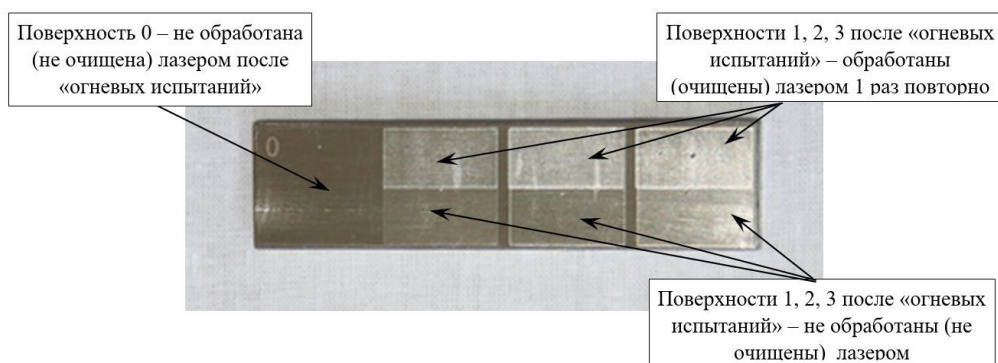 Поверхность 0 – не обработана
(не очищена) лазером после
«огневых испытаний»
Поверхности 1, 2, 3 после «огневых
испытаний» – обработаны
(очищены) лазером 1 раз повторно
0
Поверхности 1, 2, 3 после «огневых
испытаний» – не обработаны (не
очищены) лазером